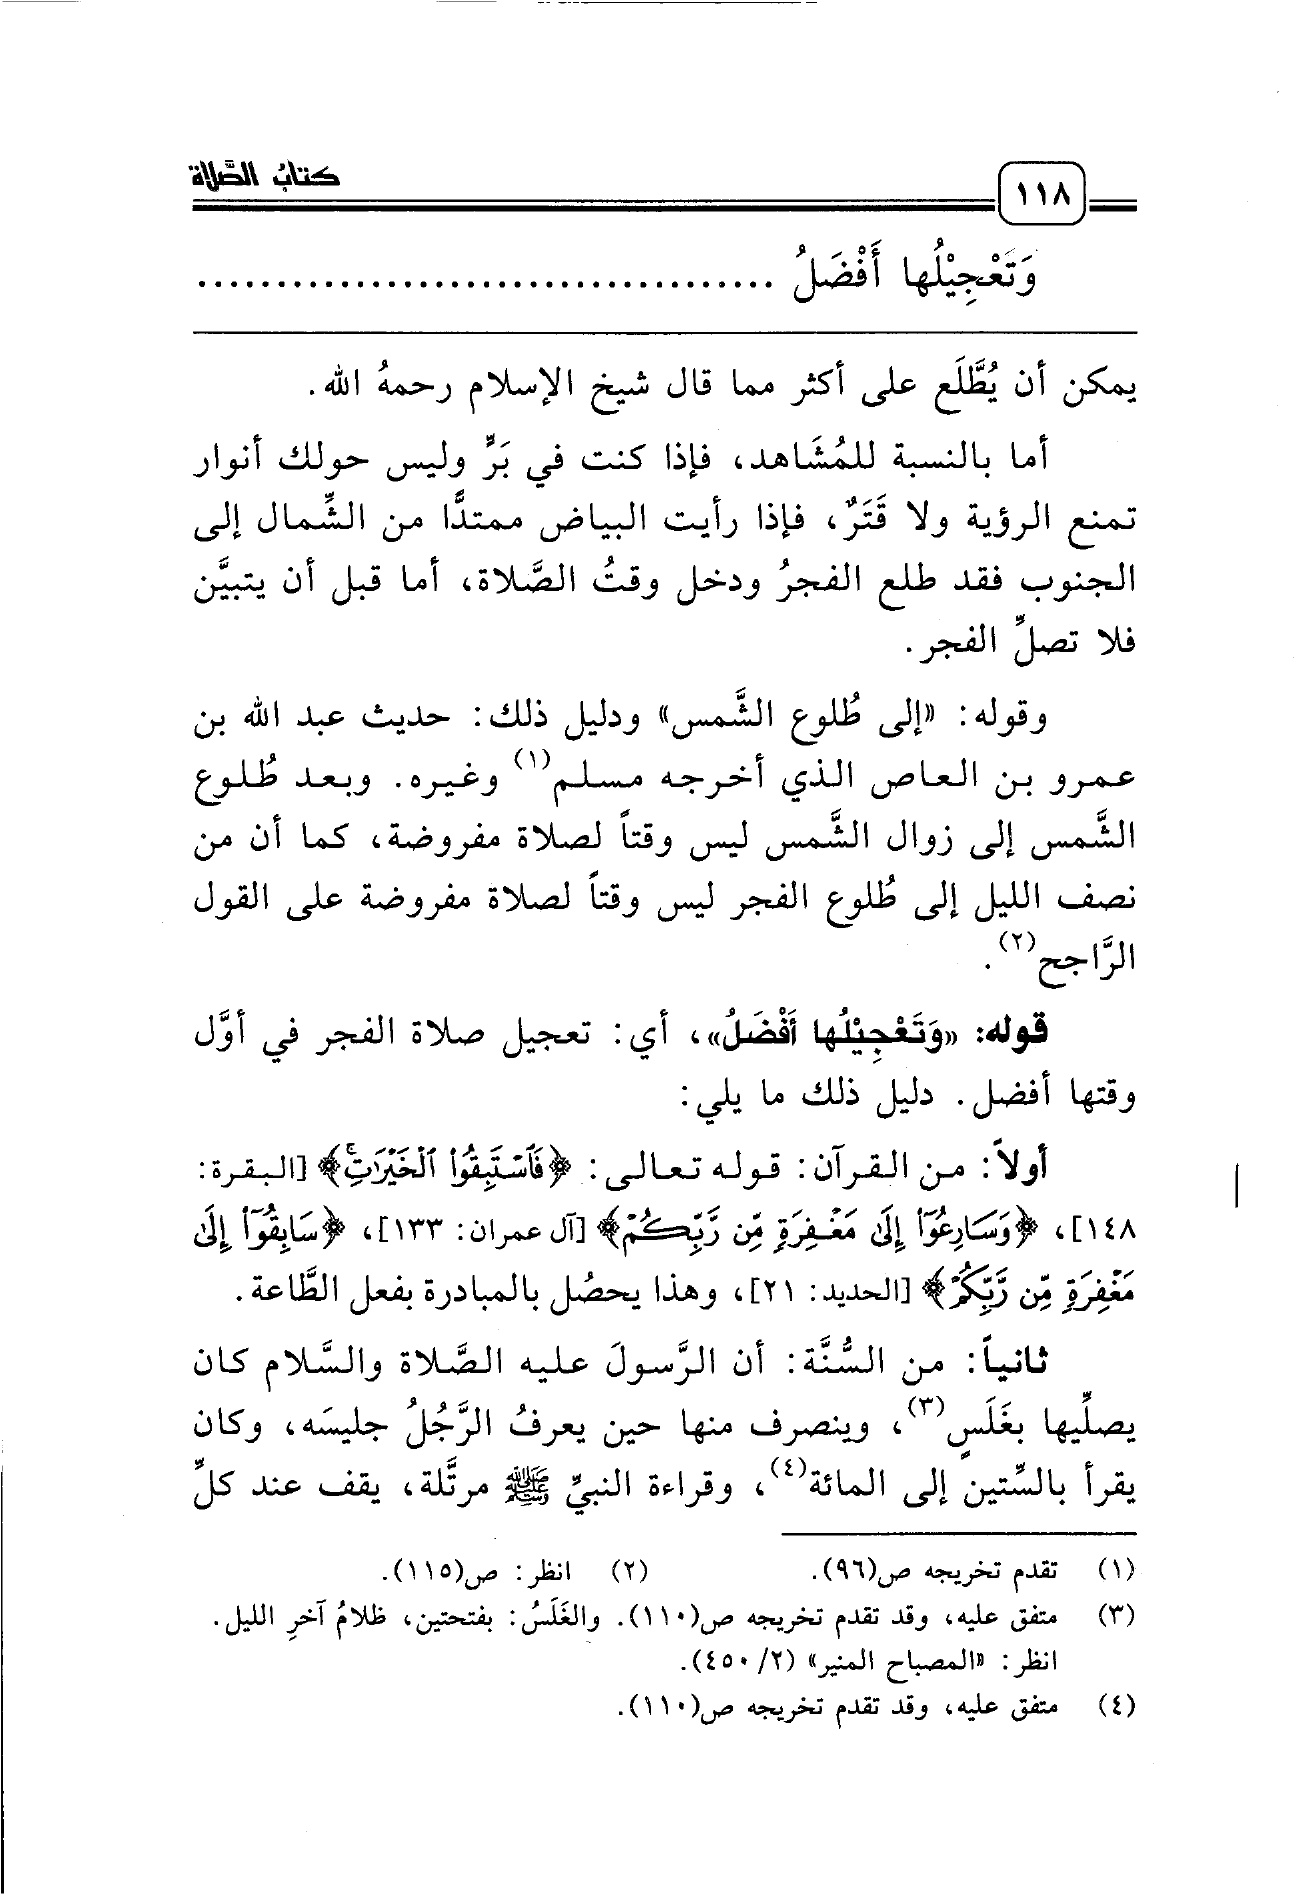 ١١٨
كتابُ الصَّلاة
وَتَعْجِيْلُها أَفْضَلُ .....................................
يمكن أن يُطَّلَع على أكثر مما قال شيخ الإسلام رحمهُ الله.
أما بالنسبة للمُشَاهد، فإذا كنت في بَرٍّ وليس حولك أنوار
تمنع الرؤية ولا قَتَرٌ، فإذا رأيت البياض ممتدًّا من الشِّمال إلى
الجنوب فقد طلع الفجرُ ودخل وقتُ الصَّلاة، أما قبل أن يتبيَّن
فلا تصلِّ الفجر.
وقوله: «إلى طُلوع الشَّمس» ودليل ذلك: حديث عبد الله بن
عمرو بن العاص الذي أخرجه مسلم(١) وغيره. وبعد طُلوع
الشَّمس إلى زوال الشَّمس ليس وقتاً لصلاة مفروضة، كما أن من
نصف الليل إلى طُلوع الفجر ليس وقتاً لصلاة مفروضة على القول
الرَّاجح(٢).
قوله: «وَتَعْجِيْلُها أَفْضَلُ»، أي: تعجيل صلاة الفجر في أوَّل
وقتها أفضل. دليل ذلك ما يلي:
أولاً: من القرآن: قوله تعالى: ﴿فَٱسْتَبِقُوا۟ ٱلْخَيْرَٰتِۚ﴾ [البقرة:
١٤٨]، ﴿وَسَارِعُوٓا۟ إِلَىٰ مَغْفِرَةٍ مِّن رَّبِّكُمْ﴾ [آل عمران: ١٣٣]، ﴿سَابِقُوٓا۟ إِلَىٰ
مَغْفِرَةٍ مِّن رَّبِّكُمْ﴾ [الحديد: ٢١]، وهذا يحصُل بالمبادرة بفعل الطَّاعة.
ثانياً: من السُّنَّة: أن الرَّسولَ عليه الصَّلاة والسَّلام كان
يصلِّيها بغَلَسٍ(٣)، وينصرف منها حين يعرفُ الرَّجُلُ جليسَه، وكان
يقرأ بالسِّتين إلى المائة(٤)، وقراءة النبيِّ ﷺ مرتَّلة، يقف عند كلِّ
(١) تقدم تخريجه ص(٩٦). (٢) انظر: ص(١١٥).
(٣) متفق عليه، وقد تقدم تخريجه ص(١١٠). والغَلَسُ: بفتحتين، ظلامُ آخرِ الليل.
انظر: «المصباح المنير» (٢/ ٤٥٠).
(٤) متفق عليه، وقد تقدم تخريجه ص(١١٠).